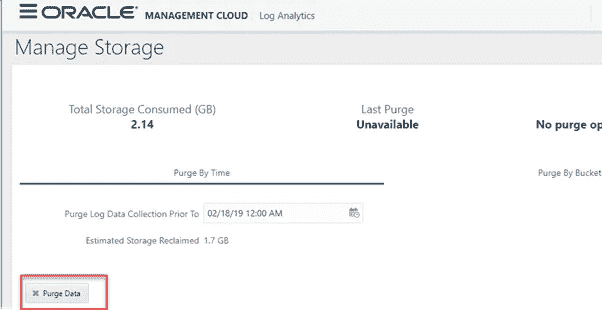 ORACLE MANAGEMENT CLOUD Log Analytics
Manage Storage
Total Storage Consumed (GB) Last Purge
2.14 Unavailable No purge op
Purge By Time Purge By Bucket
Purge Log Data Collection Prior To 02/18/19 12:00 AM
Estimated Storage Reclaimed 1.7 GB
Purge Data